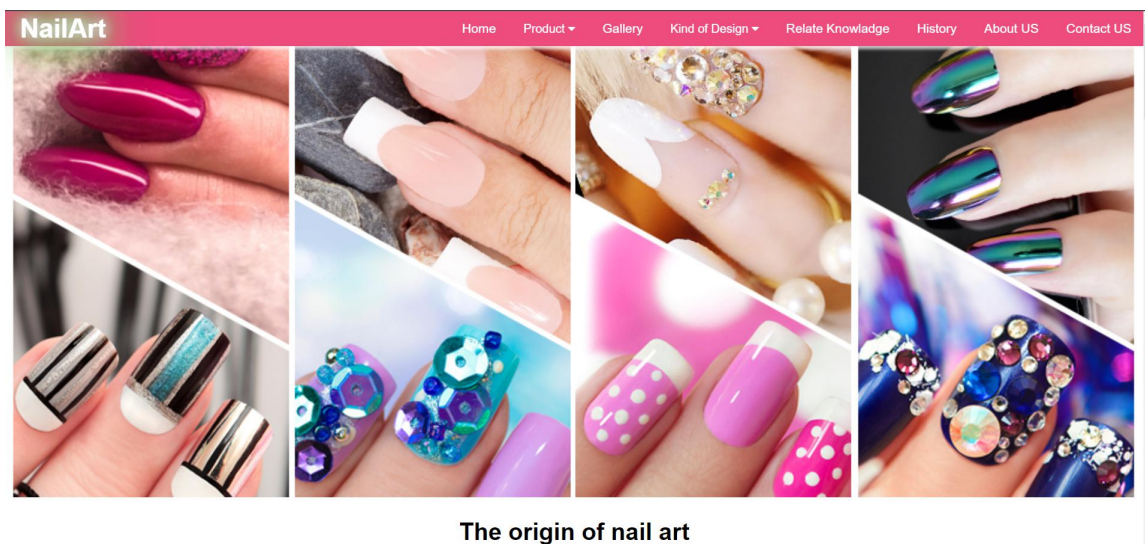 NailArt
Home Product Gallery Kind of Design Relate Knowladge History About US Contact US
The origin of nail art